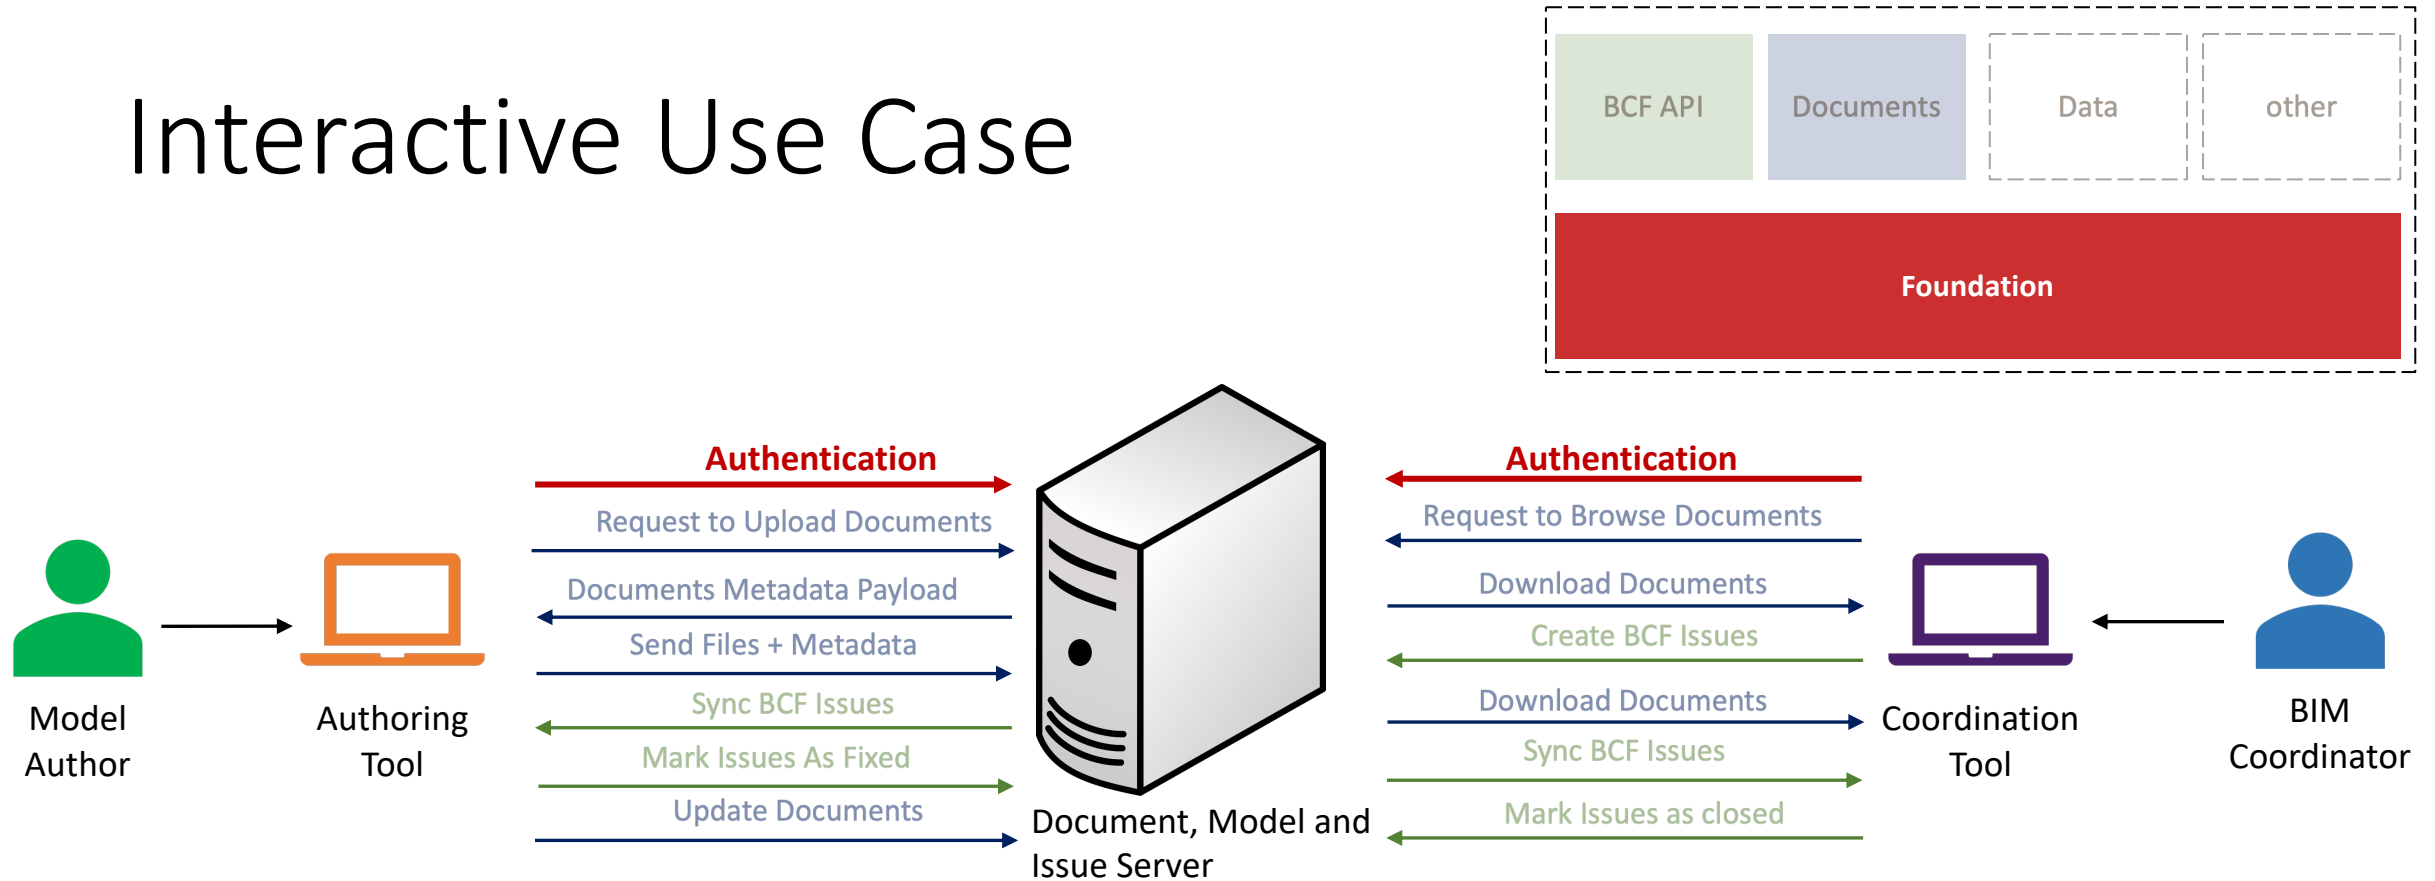 Interactive Use Case
BCF API
Documents
Data
other
Foundation
Authentication
Request to Upload Documents
Documents Metadata Payload
Send Files + Metadata
Sync BCF Issues
Mark Issues As Fixed
Update Documents
Authentication
Request to Browse Documents
Download Documents
Create BCF Issues
Download Documents
Sync BCF Issues
Mark Issues as closed
Model
Author
Authoring
Tool
Document, Model and
Issue Server
Coordination
Tool
BIM
Coordinator